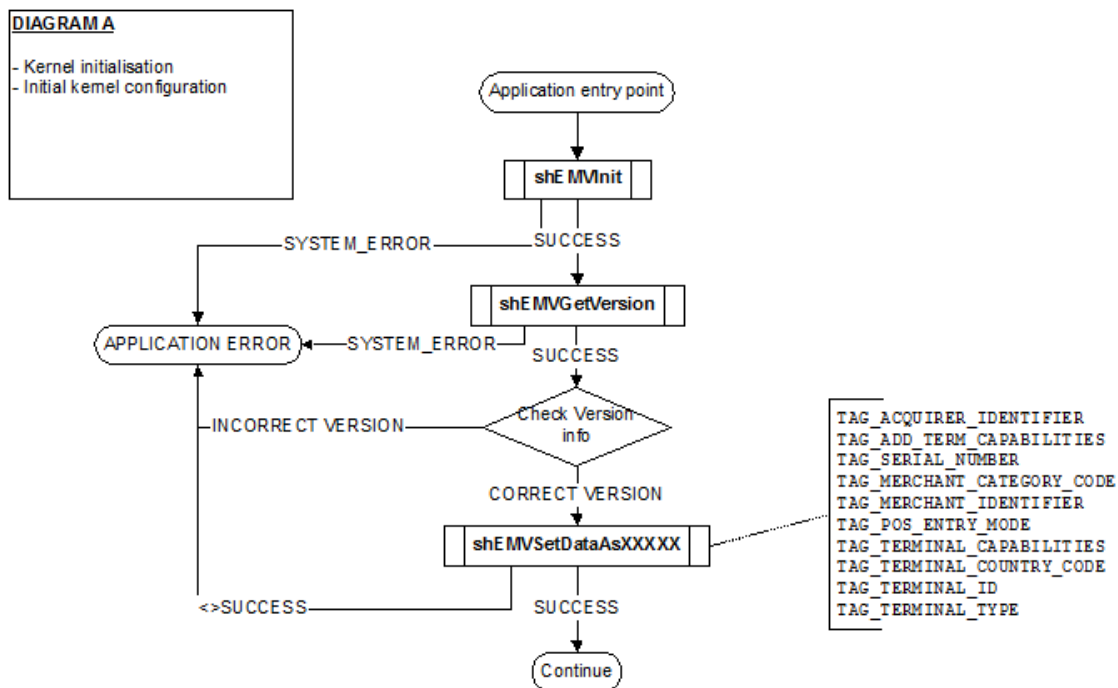 DIAGRAM A
- Kernel initialisation
- Initial kernel configuration
Application entry point
shEMVInit
SYSTEM_ERROR
SUCCESS
shEMVGetVersion
APPLICATION ERROR
SYSTEM_ERROR
SUCCESS
Check Version
info
INCORRECT VERSION
CORRECT VERSION
shEMVSetDataAsXXXXX
TAG_ACQUIRER_IDENTIFIER
TAG_ADD_TERM_CAPABILITIES
TAG_SERIAL_NUMBER
TAG_MERCHANT_CATEGORY_CODE
TAG_MERCHANT_IDENTIFIER
TAG_POS_ENTRY_MODE
TAG_TERMINAL_CAPABILITIES
TAG_TERMINAL_COUNTRY_CODE
TAG_TERMINAL_ID
TAG_TERMINAL_TYPE
<>SUCCESS
SUCCESS
Continue